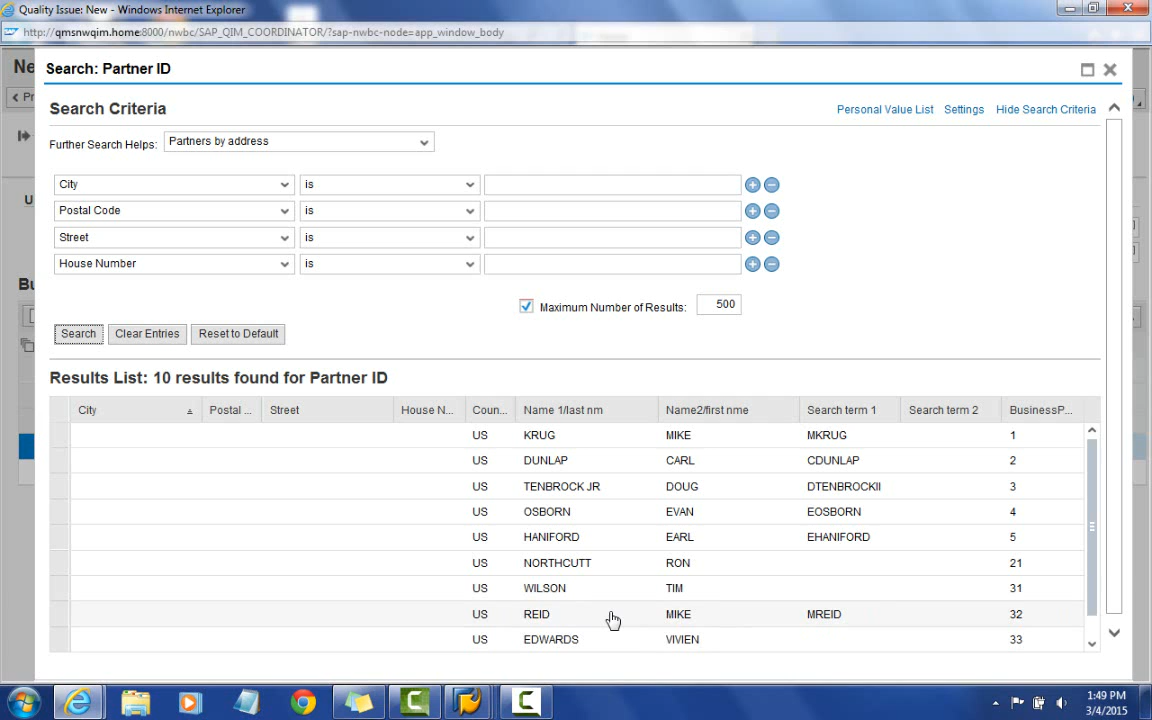 Quality Issue: New - Windows Internet Explorer
http://qmsnwqim.home:8000/nwbc/SAP_QIM_COORDINATOR/?sap-nwbc-node=app_window_body
Ne
Search: Partner ID
Pr
Search Criteria
Personal Value List Settings Hide Search Criteria
Further Search Helps: Partners by address
City is
Postal Code is
Street is
House Number is
Maximum Number of Results: 500
Search Clear Entries Reset to Default
Results List: 10 results found for Partner ID
City Postal ... Street House N... Coun... Name 1/last nm Name2/first nme Search term 1 Search term 2 BusinessP...
US KRUG MIKE MKRUG 1
US DUNLAP CARL CDUNLAP 2
US TENBROCK JR DOUG DTENBROCKII 3
US OSBORN EVAN EOSBORN 4
US HANIFORD EARL EHANIFORD 5
US NORTHCUTT RON 21
US WILSON TIM 31
US REID MIKE MREID 32
US EDWARDS VIVIEN 33
1:49 PM
3/4/2015